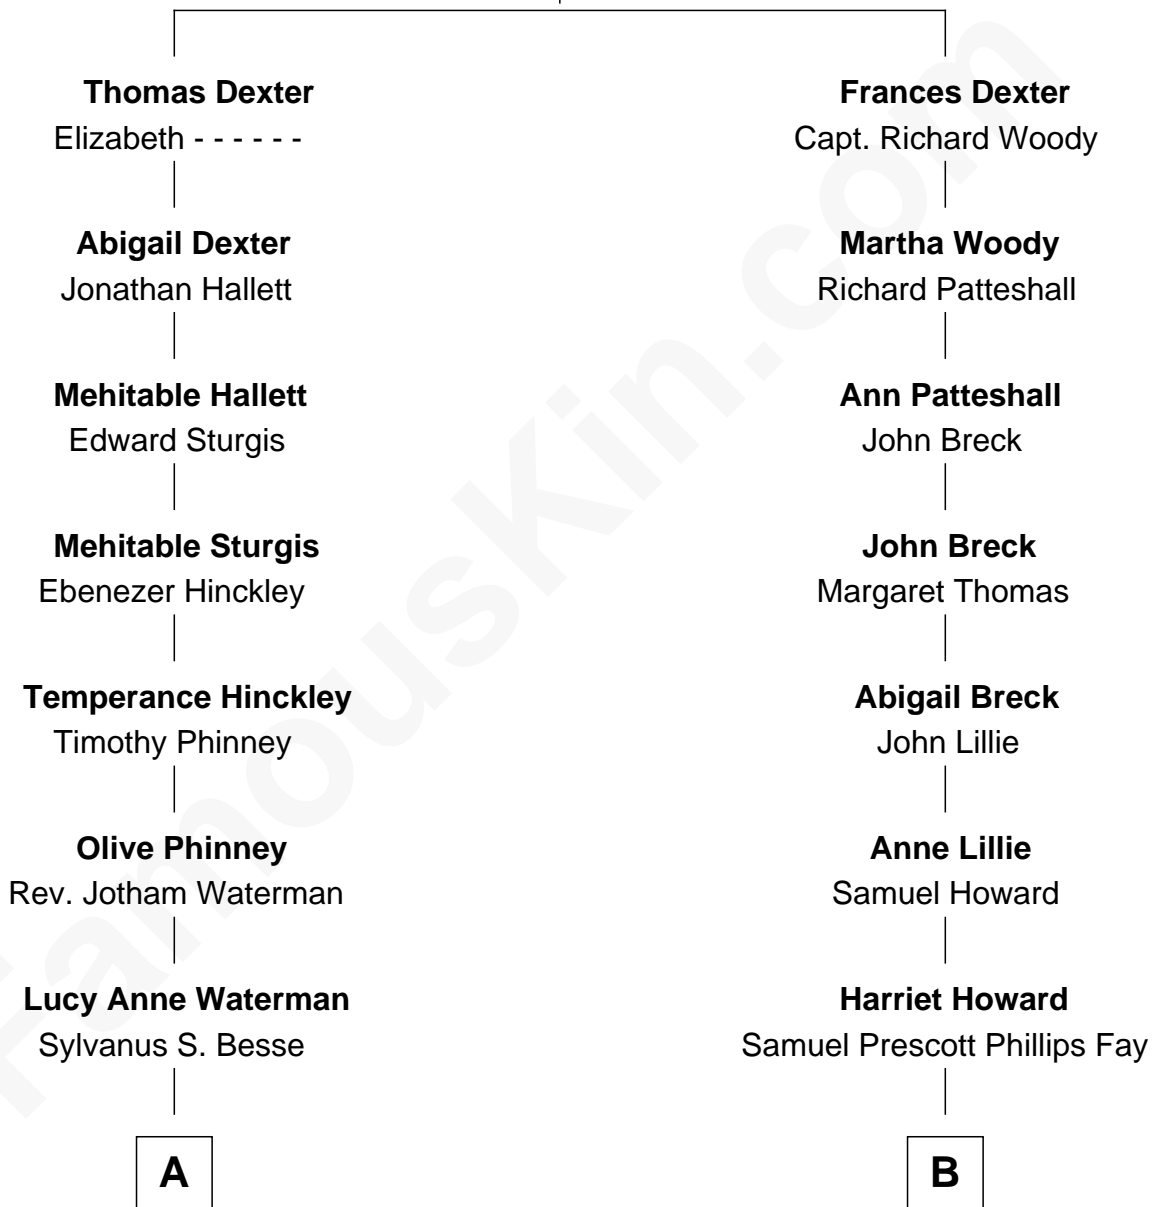 Thomas Dexter
Elizabeth - - - - - -
Frances Dexter
Capt. Richard Woody
Abigail Dexter
Jonathan Hallett
Martha Woody
Richard Patteshall
Mehitable Hallett
Edward Sturgis
Ann Patteshall
John Breck
Mehitable Sturgis
Ebenezer Hinckley
John Breck
Margaret Thomas
Temperance Hinckley
Timothy Phinney
Abigail Breck
John Lillie
Olive Phinney
Rev. Jotham Waterman
Anne Lillie
Samuel Howard
Lucy Anne Waterman
Sylvanus S. Besse
Harriet Howard
Samuel Prescott Phillips Fay
A
B
FamousKin.com